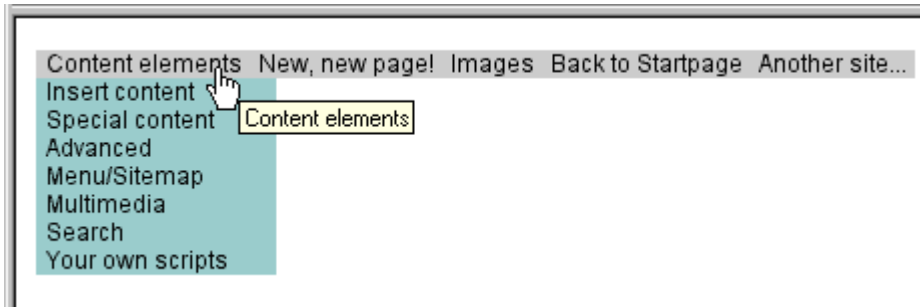 Content elements New, new page! Images Back to Startpage Another site...
Insert content
Special content
Content elements
Advanced
Menu/Sitemap
Multimedia
Search
Your own scripts